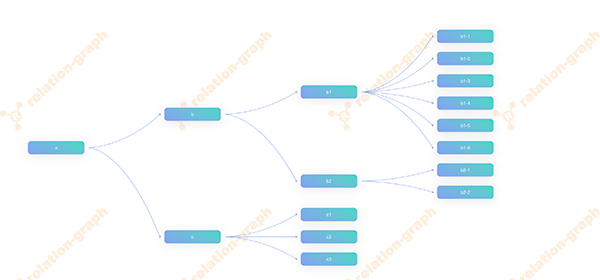 relation-graph
relation-graph
relation-graph
relation-graph
a
b
c
b1
b2
c1
c2
c3
b1-1
b1-2
b1-3
b1-4
b1-5
b1-6
b2-1
b2-2
relation-graph
relation-graph
relation-graph
relation-graph